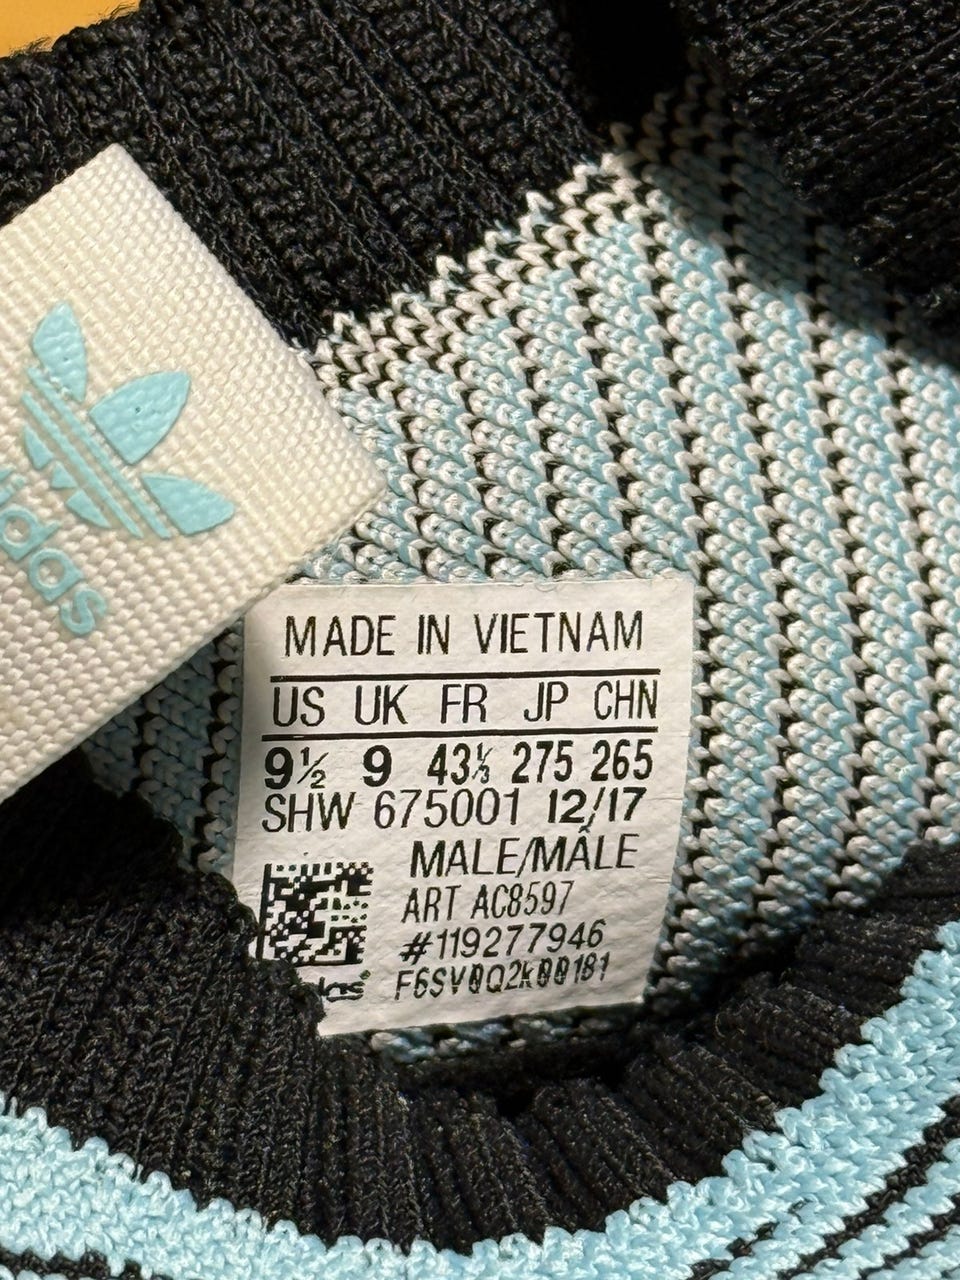 adidas
MADE IN VIETNAM
US UK FR JP CHN
9½ 9 43⅓ 275 265
SHW 675001 12/17
MALE/MÂLE
ART AC8597
#119277946
F6SV0Q2K00181